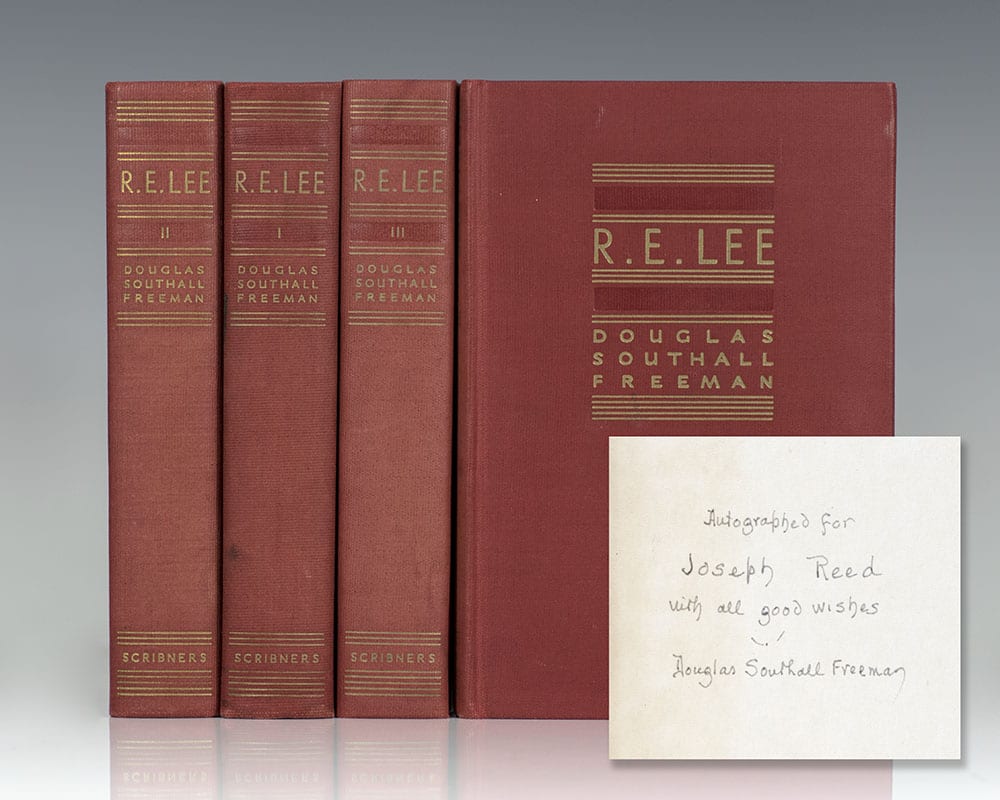 R.E.LEE
II
DOUGLAS
SOUTHALL
FREEMAN
SCRIBNERS
R.E.LEE
I
DOUGLAS
SOUTHALL
FREEMAN
SCRIBNERS
R.E.LEE
III
DOUGLAS
SOUTHALL
FREEMAN
SCRIBNERS
R.E.LEE
DOUGLAS
SOUTHALL
FREEMAN
Autographed for
Joseph Reed
with all good wishes
Douglas Southall Freeman